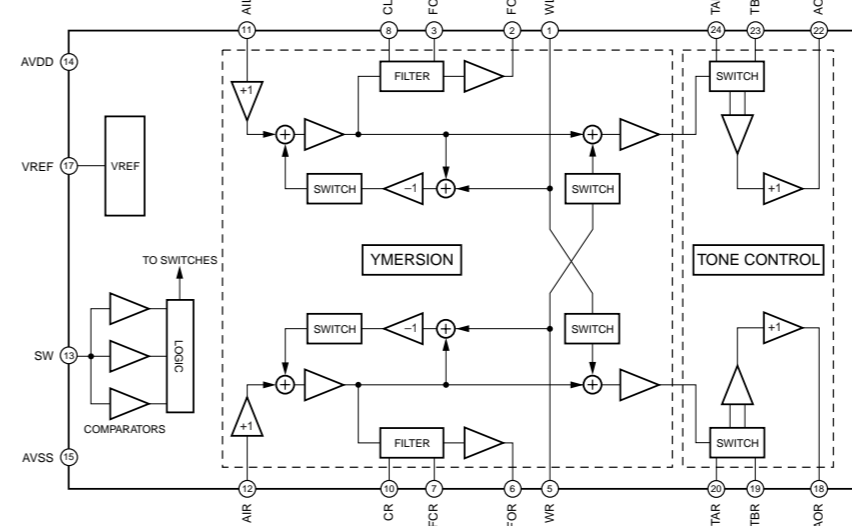 11
8
3
2
1
24
23
22
AVDD
14
FILTER
SWITCH
+1
VREF
17
VREF
SWITCH
–1
SWITCH
+1
TO SWITCHES
YMERSION
TONE CONTROL
SWITCH
–1
SWITCH
+1
SW
13
LOGIC
COMPARATORS
+1
FILTER
SWITCH
AVSS
15
12
10
7
6
5
20
19
18
AIR
CR
FCR
FOR
WR
TAR
TBR
AOR